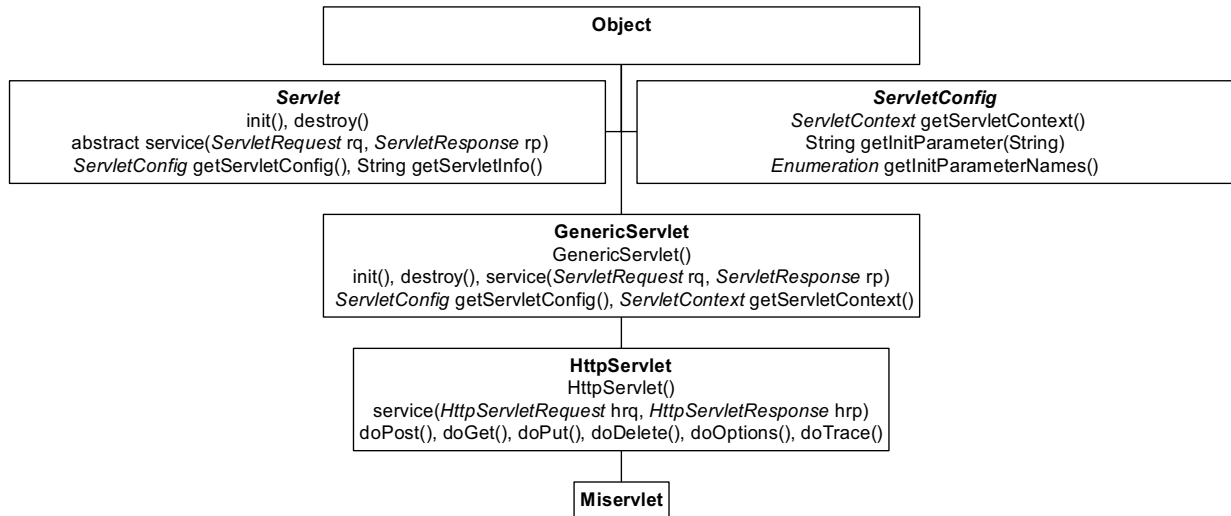 Object
Servlet
init(), destroy()
abstract service(ServletRequest rq, ServletResponse rp)
ServletConfig getServletConfig(), String getServletInfo()
ServletConfig
ServletContext getServletContext()
String getInitParameter(String)
Enumeration getInitParameterNames()
GenericServlet
GenericServlet()
init(), destroy(), service(ServletRequest rq, ServletResponse rp)
ServletConfig getServletConfig(), ServletContext getServletContext()
HttpServlet
HttpServlet()
service(HttpServletRequest hrq, HttpServletResponse hrp)
doPost(), doGet(), doPut(), doDelete(), doOptions(), doTrace()
Miservlet